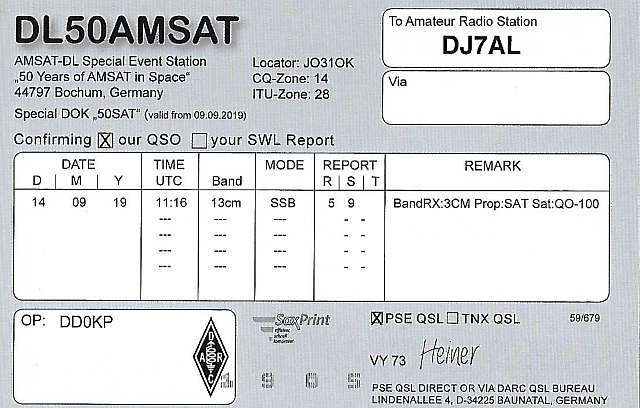 DL50AMSAT
AMSAT-DL Special Event Station
„50 Years of AMSAT in Space"
44797 Bochum, Germany
Locator: JO31OK
CQ-Zone: 14
ITU-Zone: 28
Special DOK „50SAT" (valid from 09.09.2019)
To Amateur Radio Station
DJ7AL
Via
Confirming X our QSO your SWL Report
DATE TIME MODE REPORT REMARK
D M Y UTC Band R S T
14 09 19 11:16 13cm SSB 5 9 BandRX:3CM Prop:SAT Sat:QO-100
--- --- --- - -
--- --- --- - -
--- --- --- - -
OP: DD0KP
DARC
SaxPrint
X PSE QSL TNX QSL 59/679
VY 73 Heiner
PSE QSL DIRECT OR VIA DARC QSL BUREAU
LINDENALLEE 4, D-34225 BAUNATAL, GERMANY